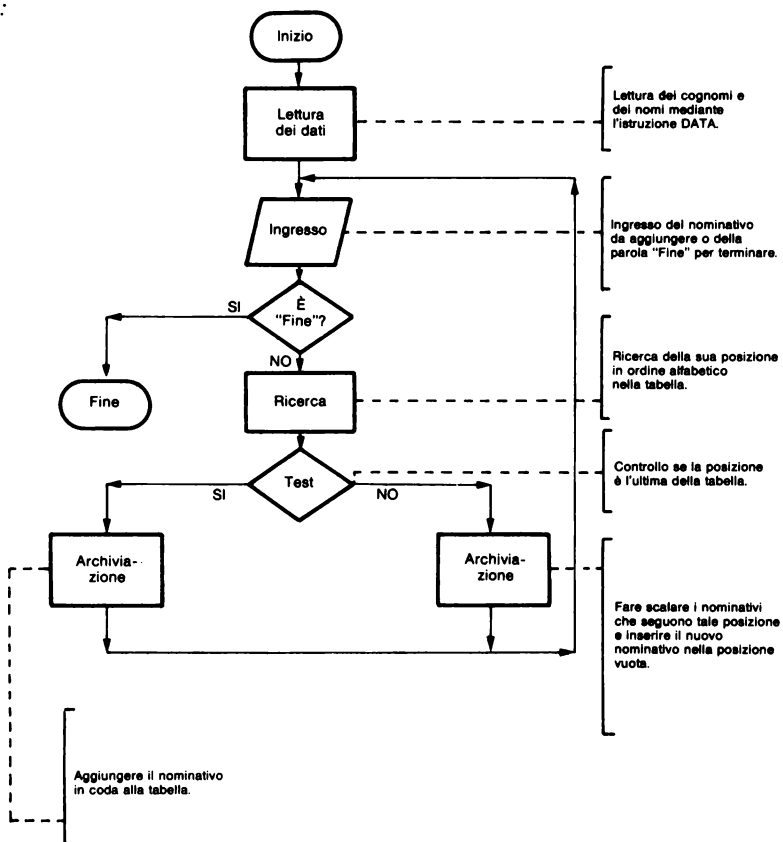 Inizio
Lettura
dei dati
Lettura dei cognomi e
dei nomi mediante
l'istruzione DATA.
Ingresso
Ingresso del nominativo
da aggiungere o della
parola "Fine" per terminare.
È
"Fine"?
SI
NO
Fine
Ricerca
Ricerca della sua posizione
in ordine alfabetico
nella tabella.
Test
SI
NO
Controllo se la posizione
è l'ultima della tabella.
Archivia-
zione
Archivia-
zione
Fare scalare i nominativi
che seguono tale posizione
e inserire il nuovo
nominativo nella posizione
vuota.
Aggiungere il nominativo
in coda alla tabella.